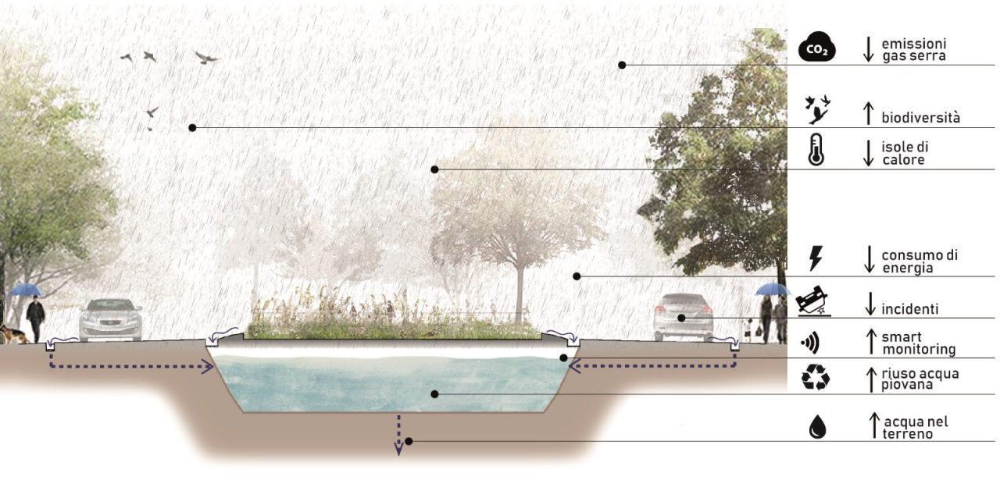 CO₂
emissioni
gas serra
biodiversità
isole di
calore
consumo di
energia
incidenti
smart
monitoring
riuso acqua
piovana
acqua nel
terreno